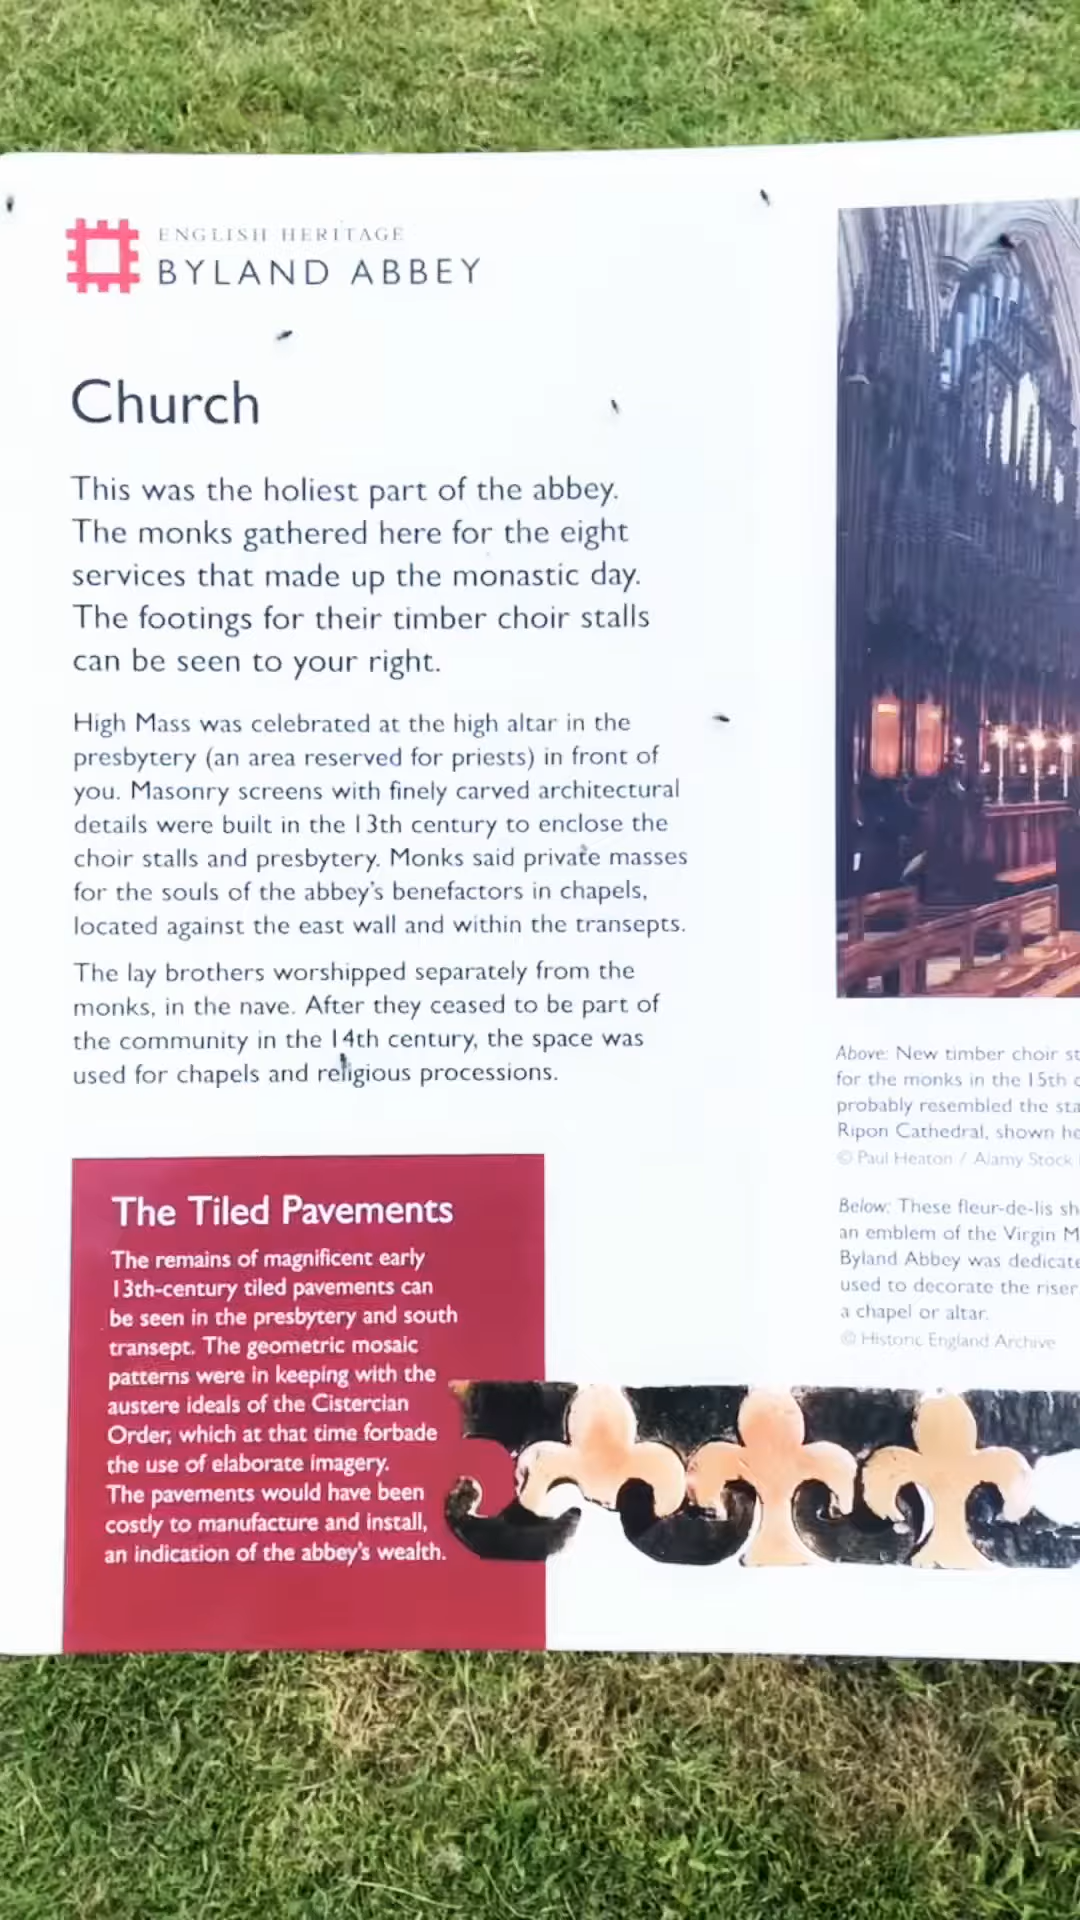 ENGLISH HERITAGE
BYLAND ABBEY
Church
This was the holiest part of the abbey.
The monks gathered here for the eight
services that made up the monastic day.
The footings for their timber choir stalls
can be seen to your right.
High Mass was celebrated at the high altar in the
presbytery (an area reserved for priests) in front of
you. Masonry screens with finely carved architectural
details were built in the 13th century to enclose the
choir stalls and presbytery. Monks said private masses
for the souls of the abbey's benefactors in chapels,
located against the east wall and within the transepts.
The lay brothers worshipped separately from the
monks, in the nave. After they ceased to be part of
the community in the 14th century, the space was
used for chapels and religious processions.
The Tiled Pavements
The remains of magnificent early
13th-century tiled pavements can
be seen in the presbytery and south
transept. The geometric mosaic
patterns were in keeping with the
austere ideals of the Cistercian
Order, which at that time forbade
the use of elaborate imagery.
The pavements would have been
costly to manufacture and install,
an indication of the abbey's wealth.
Above: New timber choir
for the monks in the 15th
probably resembled the
Ripon Cathedral, shown
© Paul Heaton / Alamy Stock
Below: These fleur-de-lis
an emblem of the Virgin
Byland Abbey was
used to decorate the
a chapel or altar.
© Historic England Archive